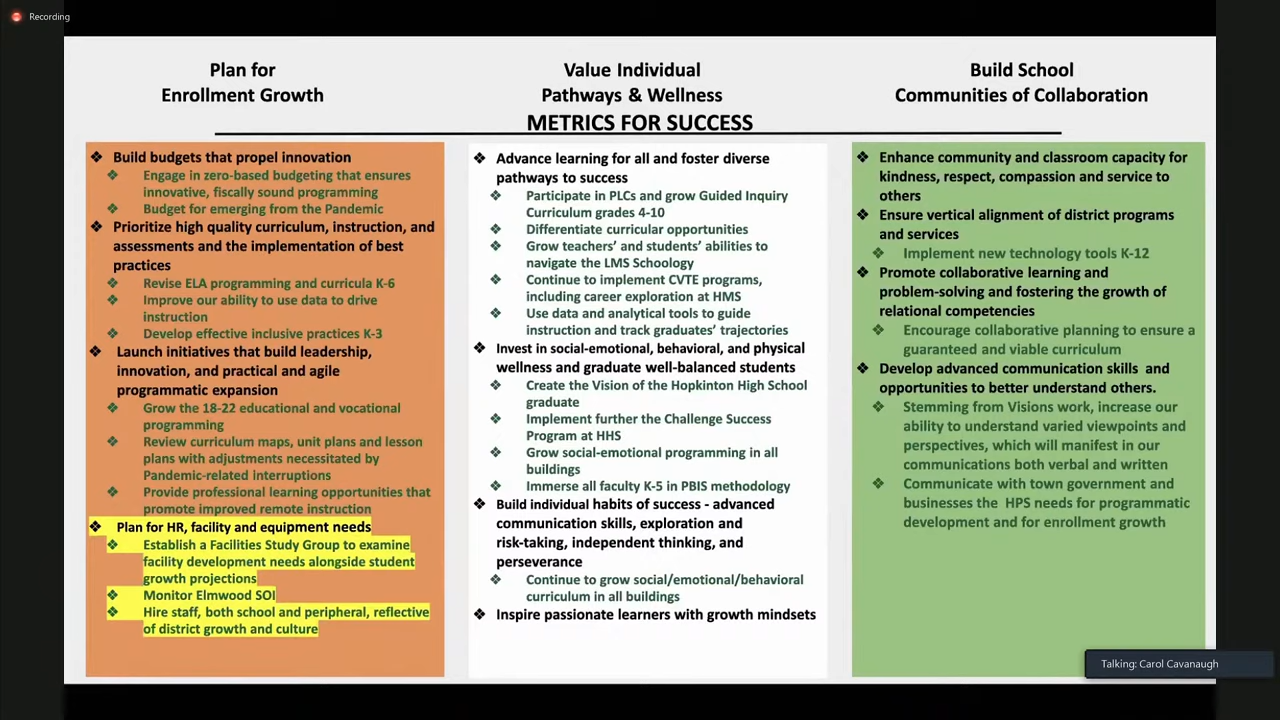 Recording
Plan for
Enrollment Growth
Value Individual
Pathways & Wellness
Build School
Communities of Collaboration
METRICS FOR SUCCESS
❖ Build budgets that propel innovation
❖ Engage in zero-based budgeting that ensures
innovative, fiscally sound programming
❖ Budget for emerging from the Pandemic
❖ Prioritize high quality curriculum, instruction, and
assessments and the implementation of best
practices
❖ Revise ELA programming and curricula K-6
❖ Improve our ability to use data to drive
instruction
❖ Develop effective inclusive practices K-3
❖ Launch initiatives that build leadership,
innovation, and practical and agile
programmatic expansion
❖ Grow the 18-22 educational and vocational
programming
❖ Review curriculum maps, unit plans and lesson
plans with adjustments necessitated by
Pandemic-related interruptions
❖ Provide professional learning opportunities that
promote improved remote instruction
❖ Plan for HR, facility and equipment needs
❖ Establish a Facilities Study Group to examine
facility development needs alongside student
growth projections
❖ Monitor Elmwood SOI
❖ Hire staff, both school and peripheral, reflective
of district growth and culture
❖ Advance learning for all and foster diverse
pathways to success
❖ Participate in PLCs and grow Guided Inquiry
Curriculum grades 4-10
❖ Differentiate curricular opportunities
❖ Grow teachers' and students' abilities to
navigate the LMS Schoology
❖ Continue to implement CVTE programs,
including career exploration at HMS
❖ Use data and analytical tools to guide
instruction and track graduates' trajectories
❖ Invest in social-emotional, behavioral, and physical
wellness and graduate well-balanced students
❖ Create the Vision of the Hopkinton High School
graduate
❖ Implement further the Challenge Success
Program at HHS
❖ Grow social-emotional programming in all
buildings
❖ Immerse all faculty K-5 in PBIS methodology
❖ Build individual habits of success - advanced
communication skills, exploration and
risk-taking, independent thinking, and
perseverance
❖ Continue to grow social/emotional/behavioral
curriculum in all buildings
❖ Inspire passionate learners with growth mindsets
❖ Enhance community and classroom capacity for
kindness, respect, compassion and service to
others
❖ Ensure vertical alignment of district programs
and services
❖ Implement new technology tools K-12
❖ Promote collaborative learning and
problem-solving and fostering the growth of
relational competencies
❖ Encourage collaborative planning to ensure a
guaranteed and viable curriculum
❖ Develop advanced communication skills and
opportunities to better understand others.
❖ Stemming from Visions work, increase our
ability to understand varied viewpoints and
perspectives, which will manifest in our
communications both verbal and written
❖ Communicate with town government and
businesses the HPS needs for programmatic
development and for enrollment growth
Talking: Carol Cavanaugh